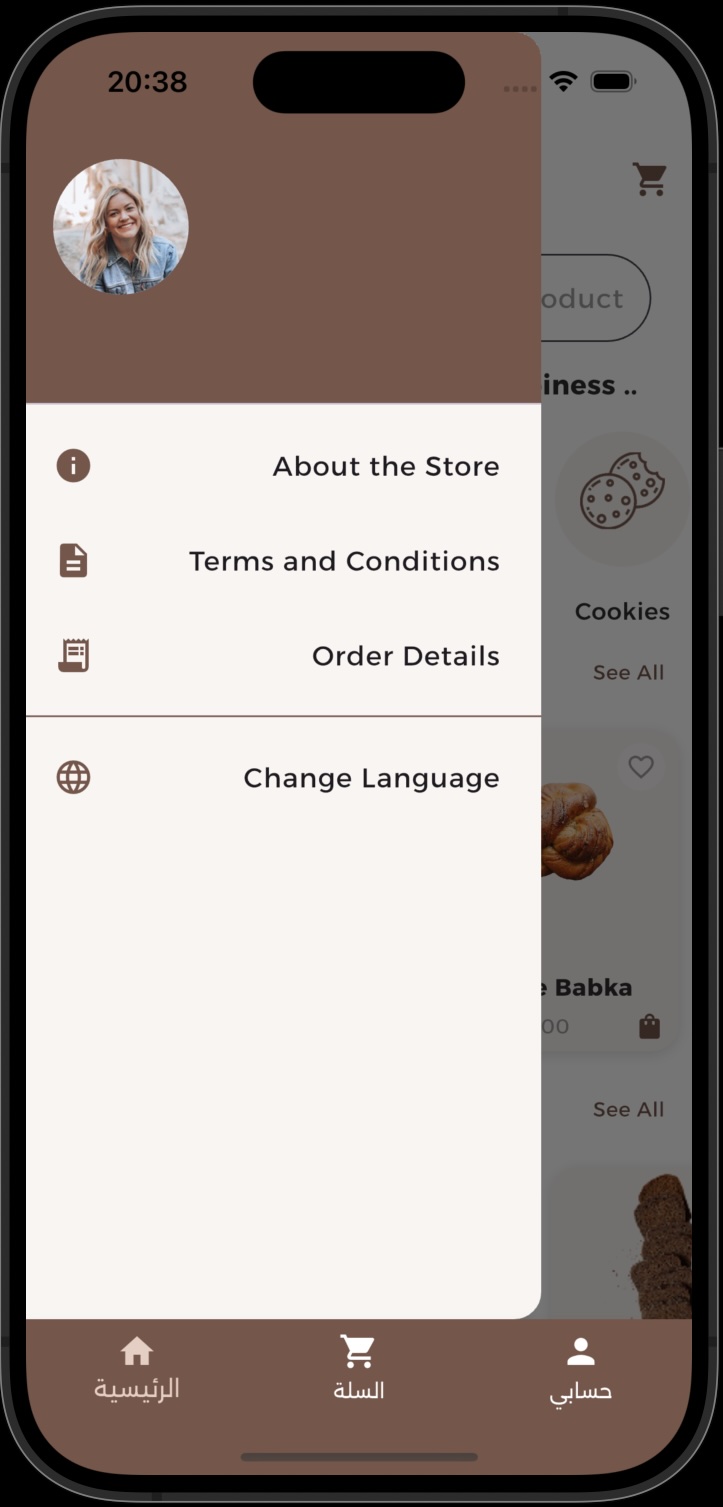 20:38
oduct
iness ..
About the Store
Terms and Conditions
Order Details
Cookies
See All
Change Language
e Babka
00
See All
الرئيسية
السلة
حسابي